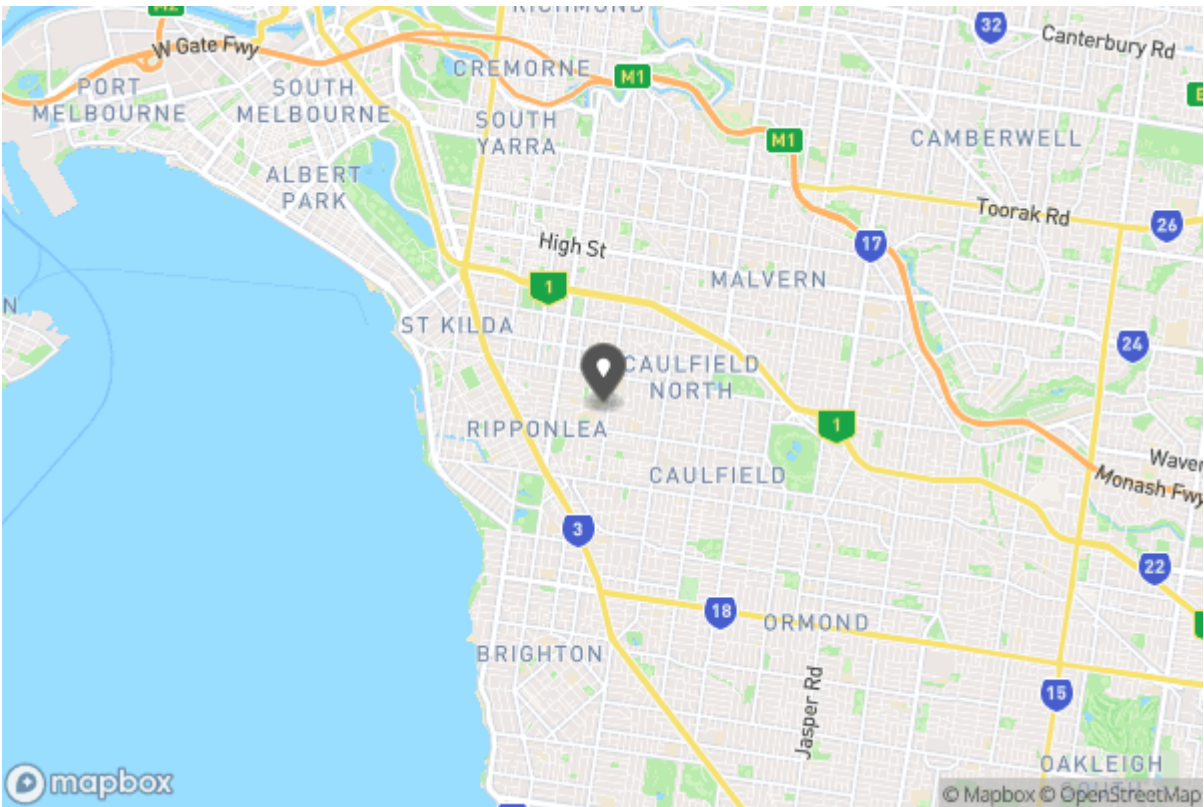 RICHMOND
M2
32
W Gate Fwy
Canterbury Rd
CREMORNE
M1
PORT
MELBOURNE
SOUTH
MELBOURNE
SOUTH
YARRA
M1
CAMBERWELL
ALBERT
PARK
Toorak Rd
26
High St
17
MALVERN
1
N
ST KILDA
24
CAULFIELD
NORTH
1
RIPPONLEA
CAULFIELD
Waver
Monash Fwy
3
22
18
ORMOND
BRIGHTON
Jasper Rd
15
OAKLEIGH
SOUTH
mapbox
© Mapbox © OpenStreetMap